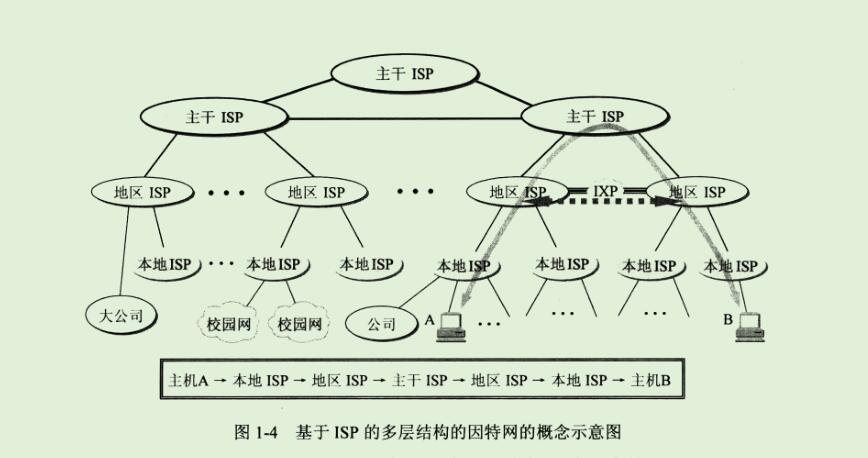 主干 ISP
主干 ISP
主干 ISP
地区 ISP
•••
地区 ISP
•••
地区 ISP
IXP
地区 ISP
本地ISP
•••
本地ISP
本地ISP
本地ISP
本地ISP
本地ISP
本地ISP
大公司
校园网
校园网
公司
A
•••
•••
•••
B
主机A → 本地 ISP → 地区 ISP → 主干 ISP → 地区 ISP → 本地 ISP → 主机B
图 1-4 基于 ISP 的多层结构的因特网的概念示意图